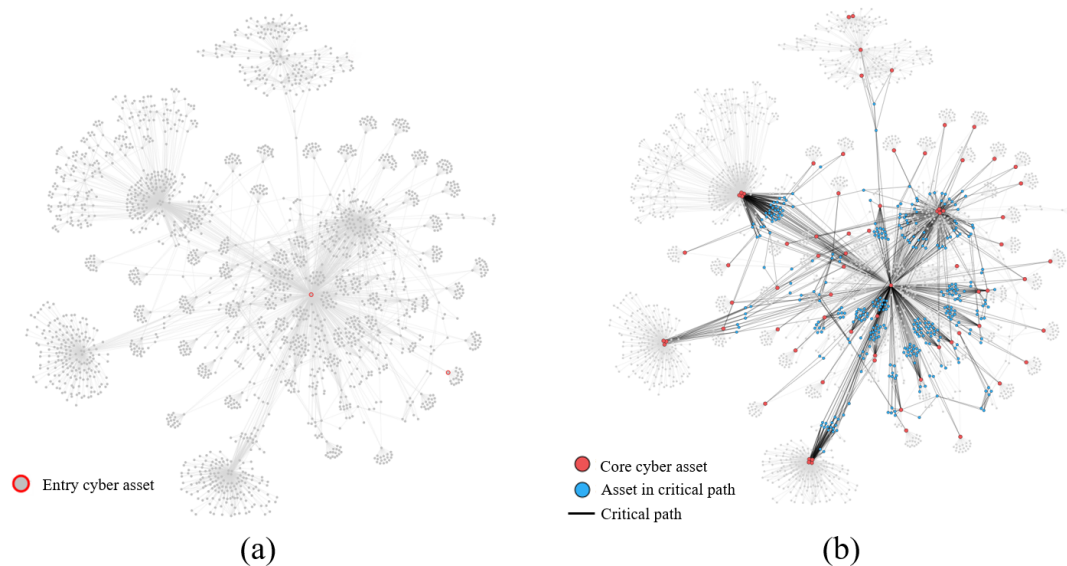 Entry cyber asset
Core cyber asset
Asset in critical path
Critical path
(a)
(b)